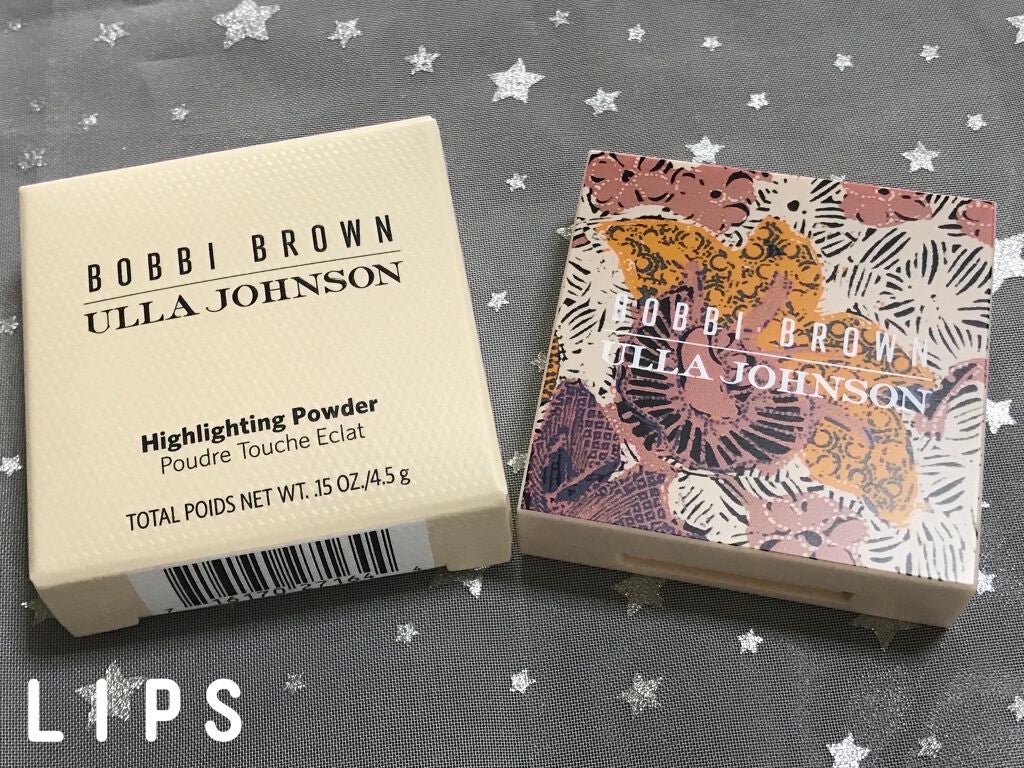 BOBBI BROWN
ULLA JOHNSON
Highlighting Powder
Poudre Touche Eclat
TOTAL POIDS NET WT. .15 OZ./4.5 g
BOBBI BROWN
ULLA JOHNSON
LIPS